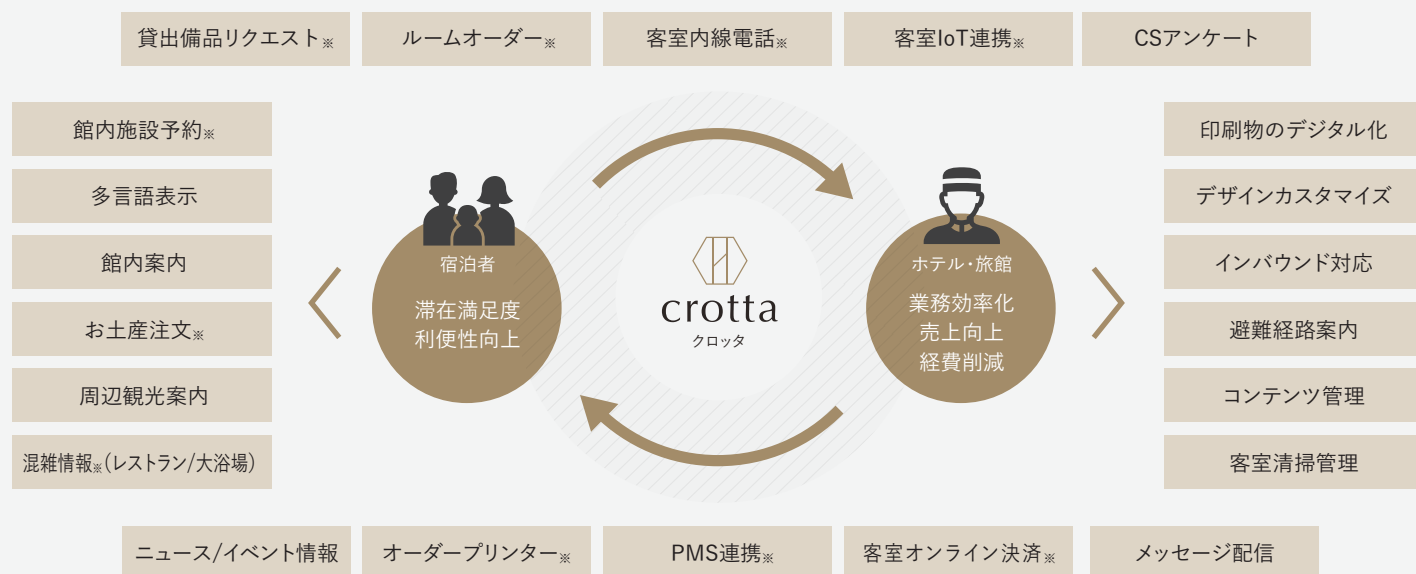 貸出備品リクエスト※
ルームオーダー※
客室内線電話※
客室IoT連携※
CSアンケート
館内施設予約※
多言語表示
館内案内
お土産注文※
周辺観光案内
混雑情報※(レストラン/大浴場)
宿泊者
滞在満足度
利便性向上
crotta
クロッタ
ホテル・旅館
業務効率化
売上向上
経費削減
印刷物のデジタル化
デザインカスタマイズ
インバウンド対応
避難経路案内
コンテンツ管理
客室清掃管理
ニュース/イベント情報
オーダープリンター※
PMS連携※
客室オンライン決済※
メッセージ配信